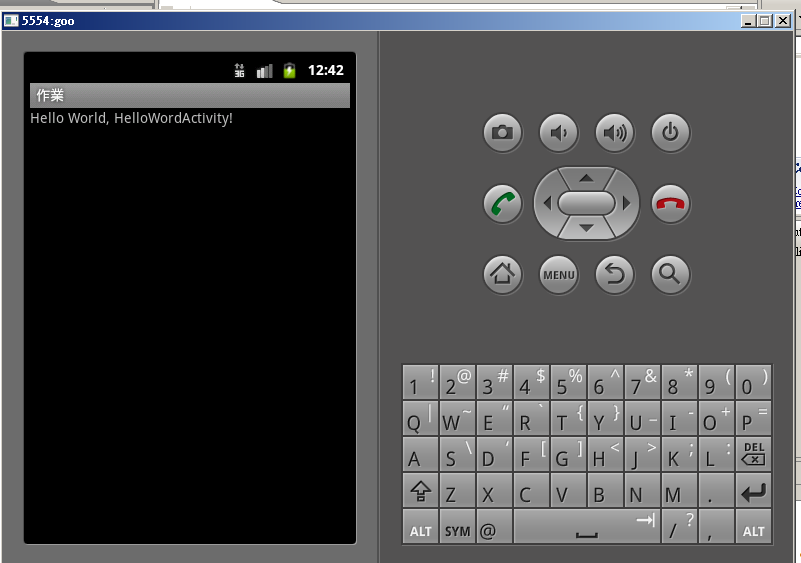 5554:goo
3G 12:42
作業
Hello World, HelloWordActivity!
MENU
1 ! 2 @ 3 # 4 $ 5 % 6 ^ 7 & 8 * 9 ( 0 )
Q | W ~ E “ R ` T { Y } U _ I - O + P =
A S \ D ‘ F [ G ] H < J > K ; L : DEL
Z X C V B N M .
ALT SYM @ / ? , ALT